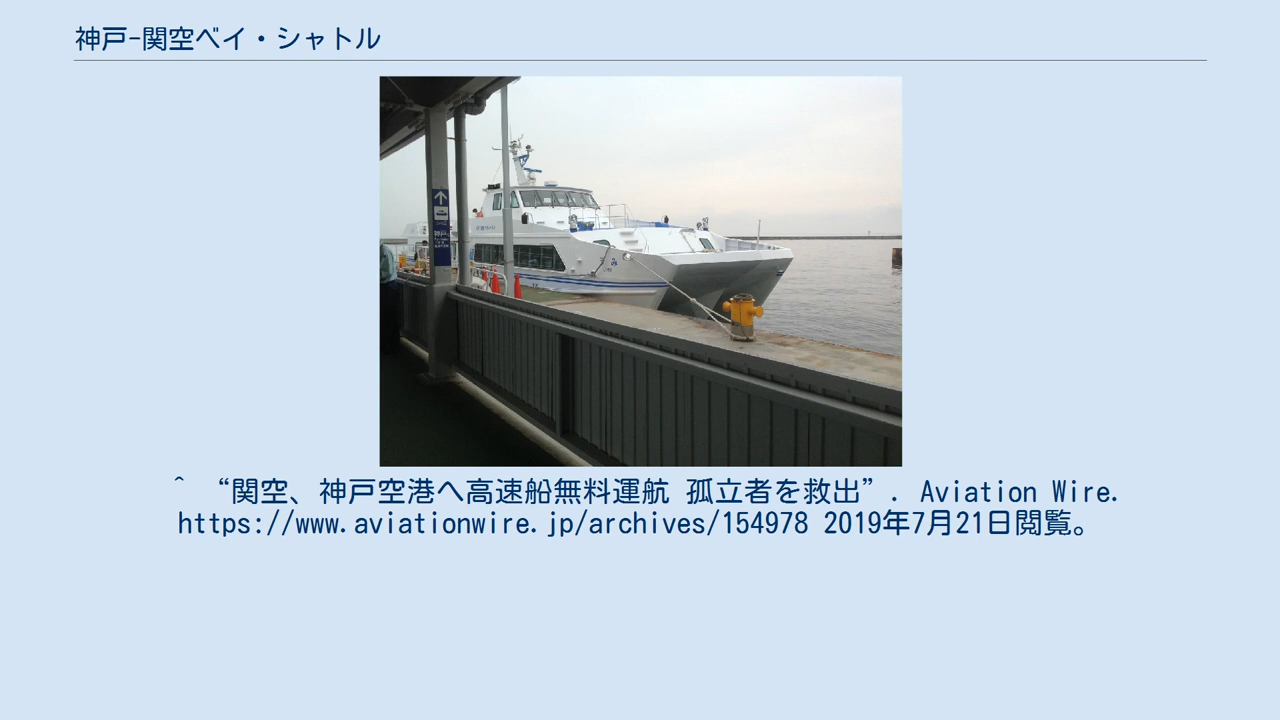 神戸-関空ベイ・シャトル
^ “関空、神戸空港へ高速船無料運航 孤立者を救出”. Aviation Wire.
https://www.aviationwire.jp/archives/154978 2019年7月21日閲覧。